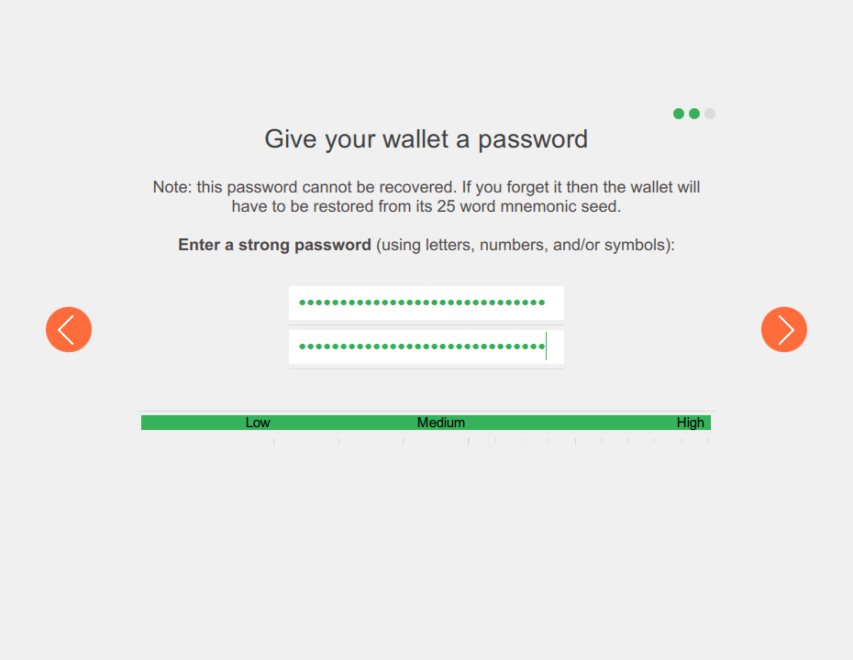 Give your wallet a password
Note: this password cannot be recovered. If you forget it then the wallet will
have to be restored from its 25 word mnemonic seed.
Enter a strong password (using letters, numbers, and/or symbols):
••••••••••••••••••••••••••••••
••••••••••••••••••••••••••••••
Low Medium High